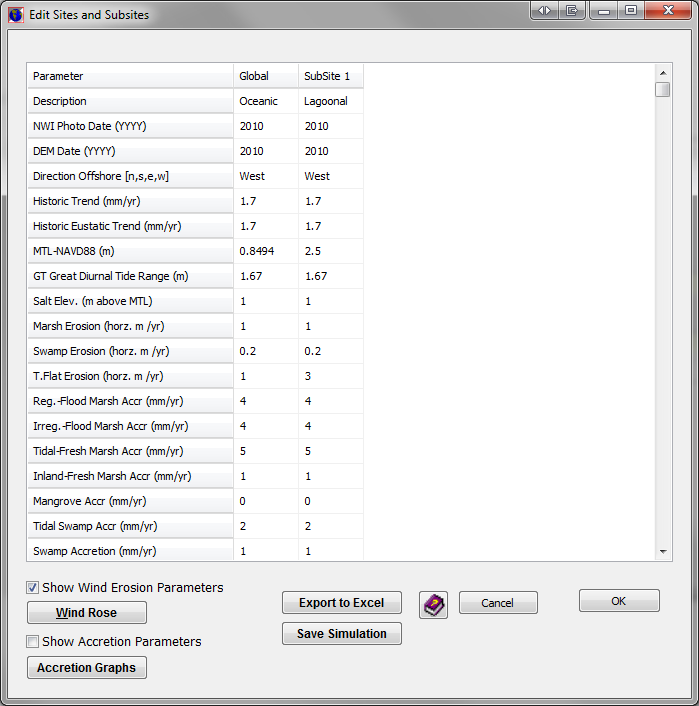 Edit Sites and Subsites
Parameter Global SubSite 1
Description Oceanic Lagoonal
NWI Photo Date (YYYY) 2010 2010
DEM Date (YYYY) 2010 2010
Direction Offshore [n,s,e,w] West West
Historic Trend (mm/yr) 1.7 1.7
Historic Eustatic Trend (mm/yr) 1.7 1.7
MTL-NAVD88 (m) 0.8494 2.5
GT Great Diurnal Tide Range (m) 1.67 1.67
Salt Elev. (m above MTL) 1 1
Marsh Erosion (horz. m /yr) 1 1
Swamp Erosion (horz. m /yr) 0.2 0.2
T.Flat Erosion (horz. m /yr) 1 3
Reg.-Flood Marsh Accr (mm/yr) 4 4
Irreg.-Flood Marsh Accr (mm/yr) 4 4
Tidal-Fresh Marsh Accr (mm/yr) 5 5
Inland-Fresh Marsh Accr (mm/yr) 1 1
Mangrove Accr (mm/yr) 0 0
Tidal Swamp Accr (mm/yr) 2 2
Swamp Accretion (mm/yr) 1 1
Show Wind Erosion Parameters
Wind Rose
Export to Excel
? Cancel OK
Save Simulation
Show Accretion Parameters
Accretion Graphs